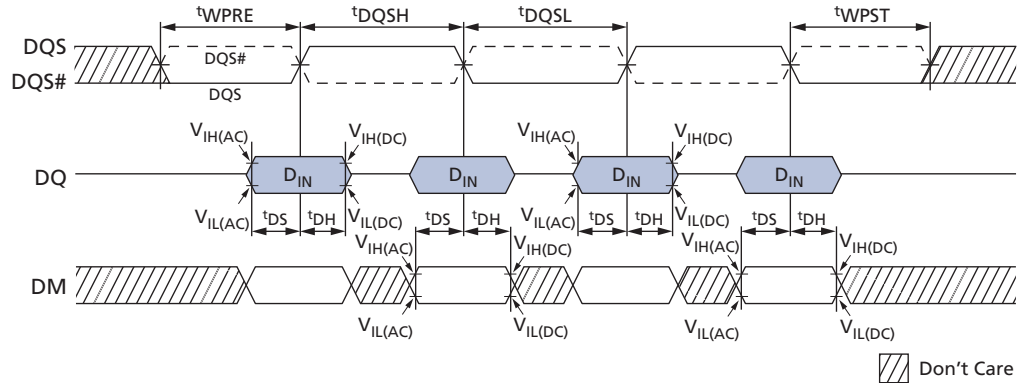 tWPRE tDQSH tDQSL tWPST
DQS
DQS#
DQS#
DQS
VIH(AC) VIH(DC) VIH(AC) VIH(DC)
DQ DIN DIN DIN DIN
VIL(AC) VIL(DC) VIL(AC) VIL(DC)
tDS tDH tDS tDH tDS tDH tDS tDH
VIH(AC) VIH(DC) VIH(AC) VIH(DC)
DM
VIL(AC) VIL(DC) VIL(AC) VIL(DC)
Don't Care